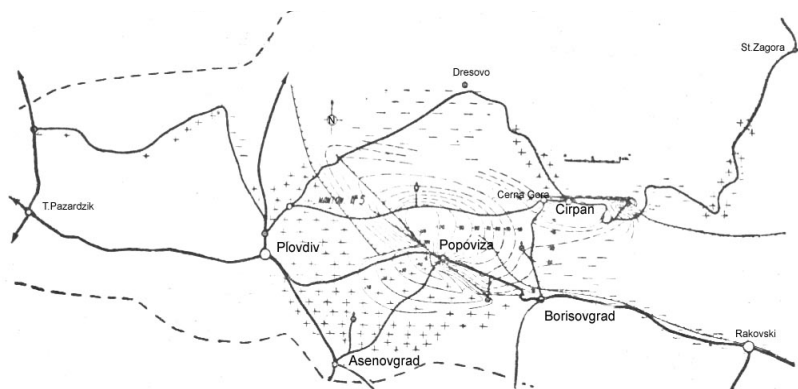 St.Zagora
Dresovo
N
T.Pazardzik
Cerna Gora
Cirpan
Plovdiv
Popoviza
Borisovgrad
Rakovski
Asenovgrad